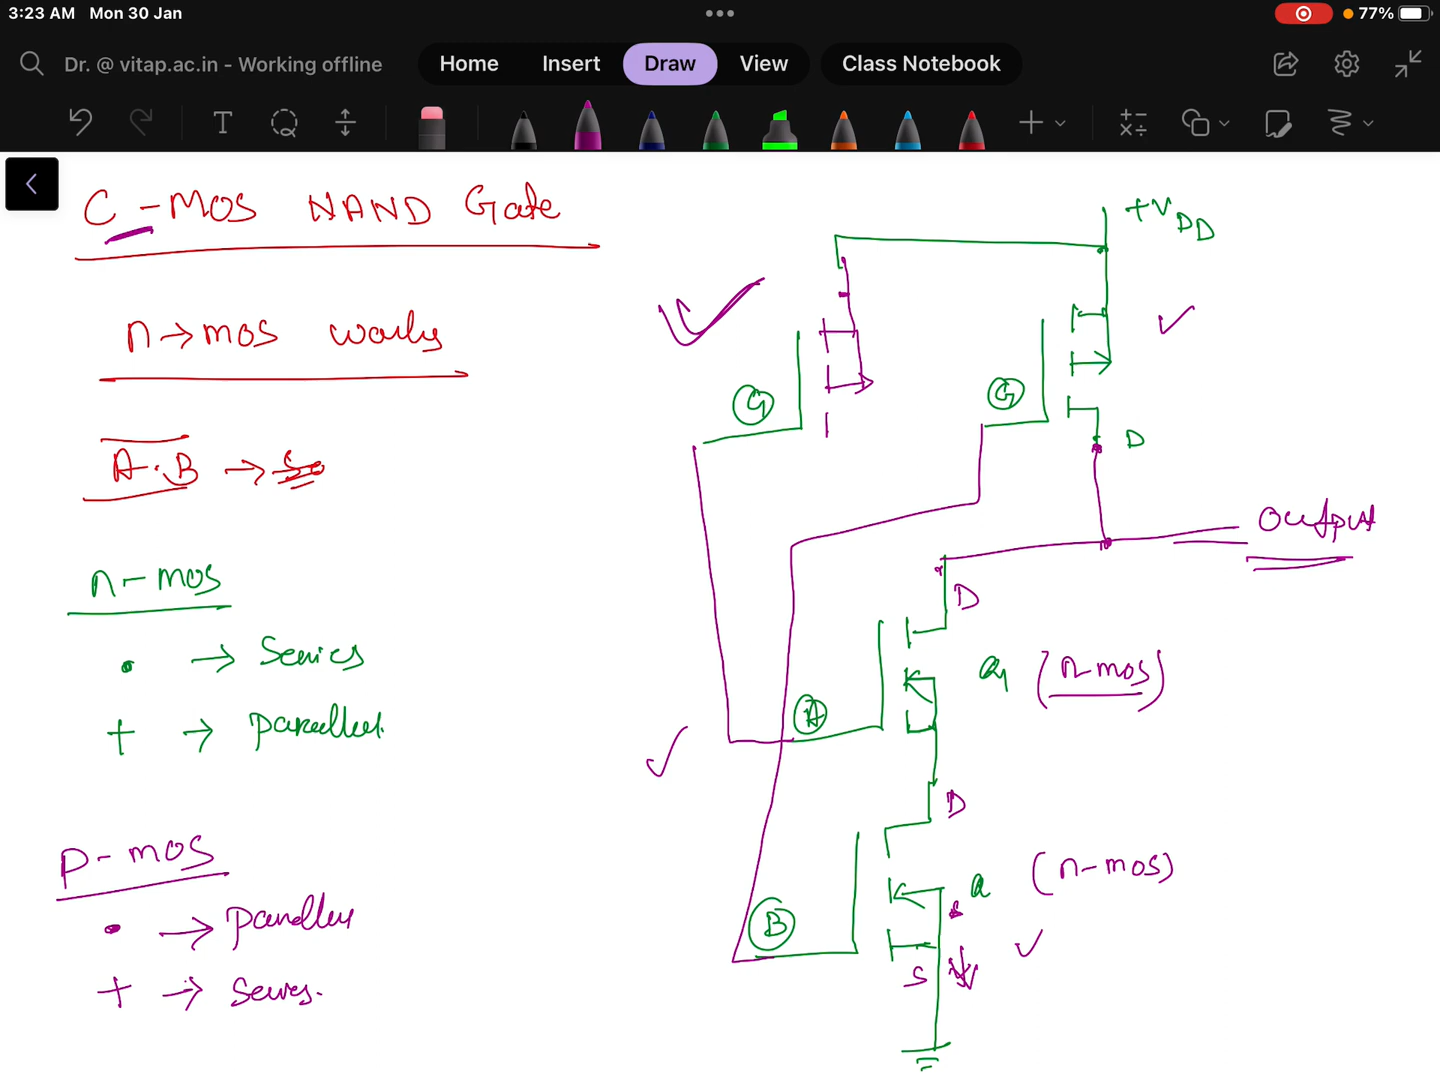 3:23 AM Mon 30 Jan
77%
Dr. @ vitap.ac.in - Working offline
Home Insert Draw View Class Notebook
C-MOS NAND Gate
+VDD
n→mos works
G
G
A.B →
D
output
n-mos
D
• → Series
Q1 (n-mos)
+ → parallel
A
D
p-mos
Q (n-mos)
• → parallel
B
S
S
+ → series.